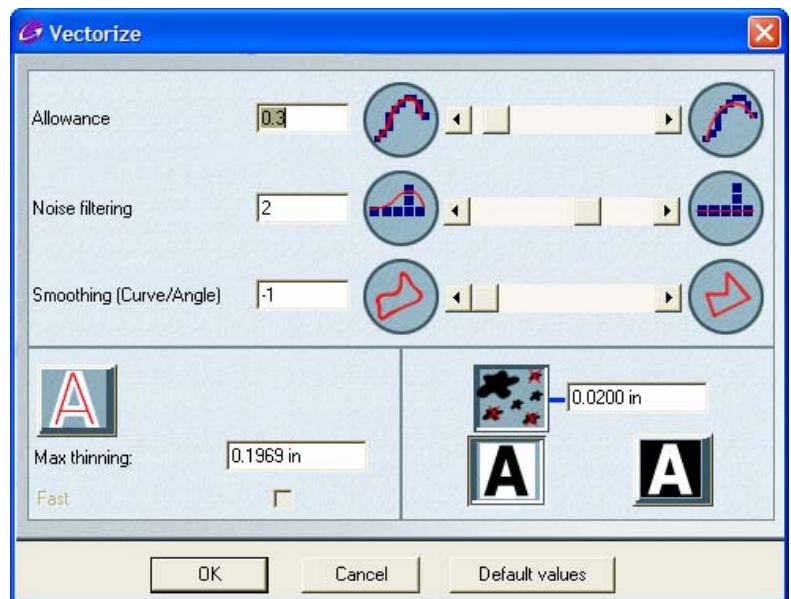 Vectorize
Allowance
0.3
Noise filtering
2
Smoothing (Curve/Angle)
-1
A
Max thinning:
0.1969 in
Fast
0.0200 in
A
A
OK
Cancel
Default values